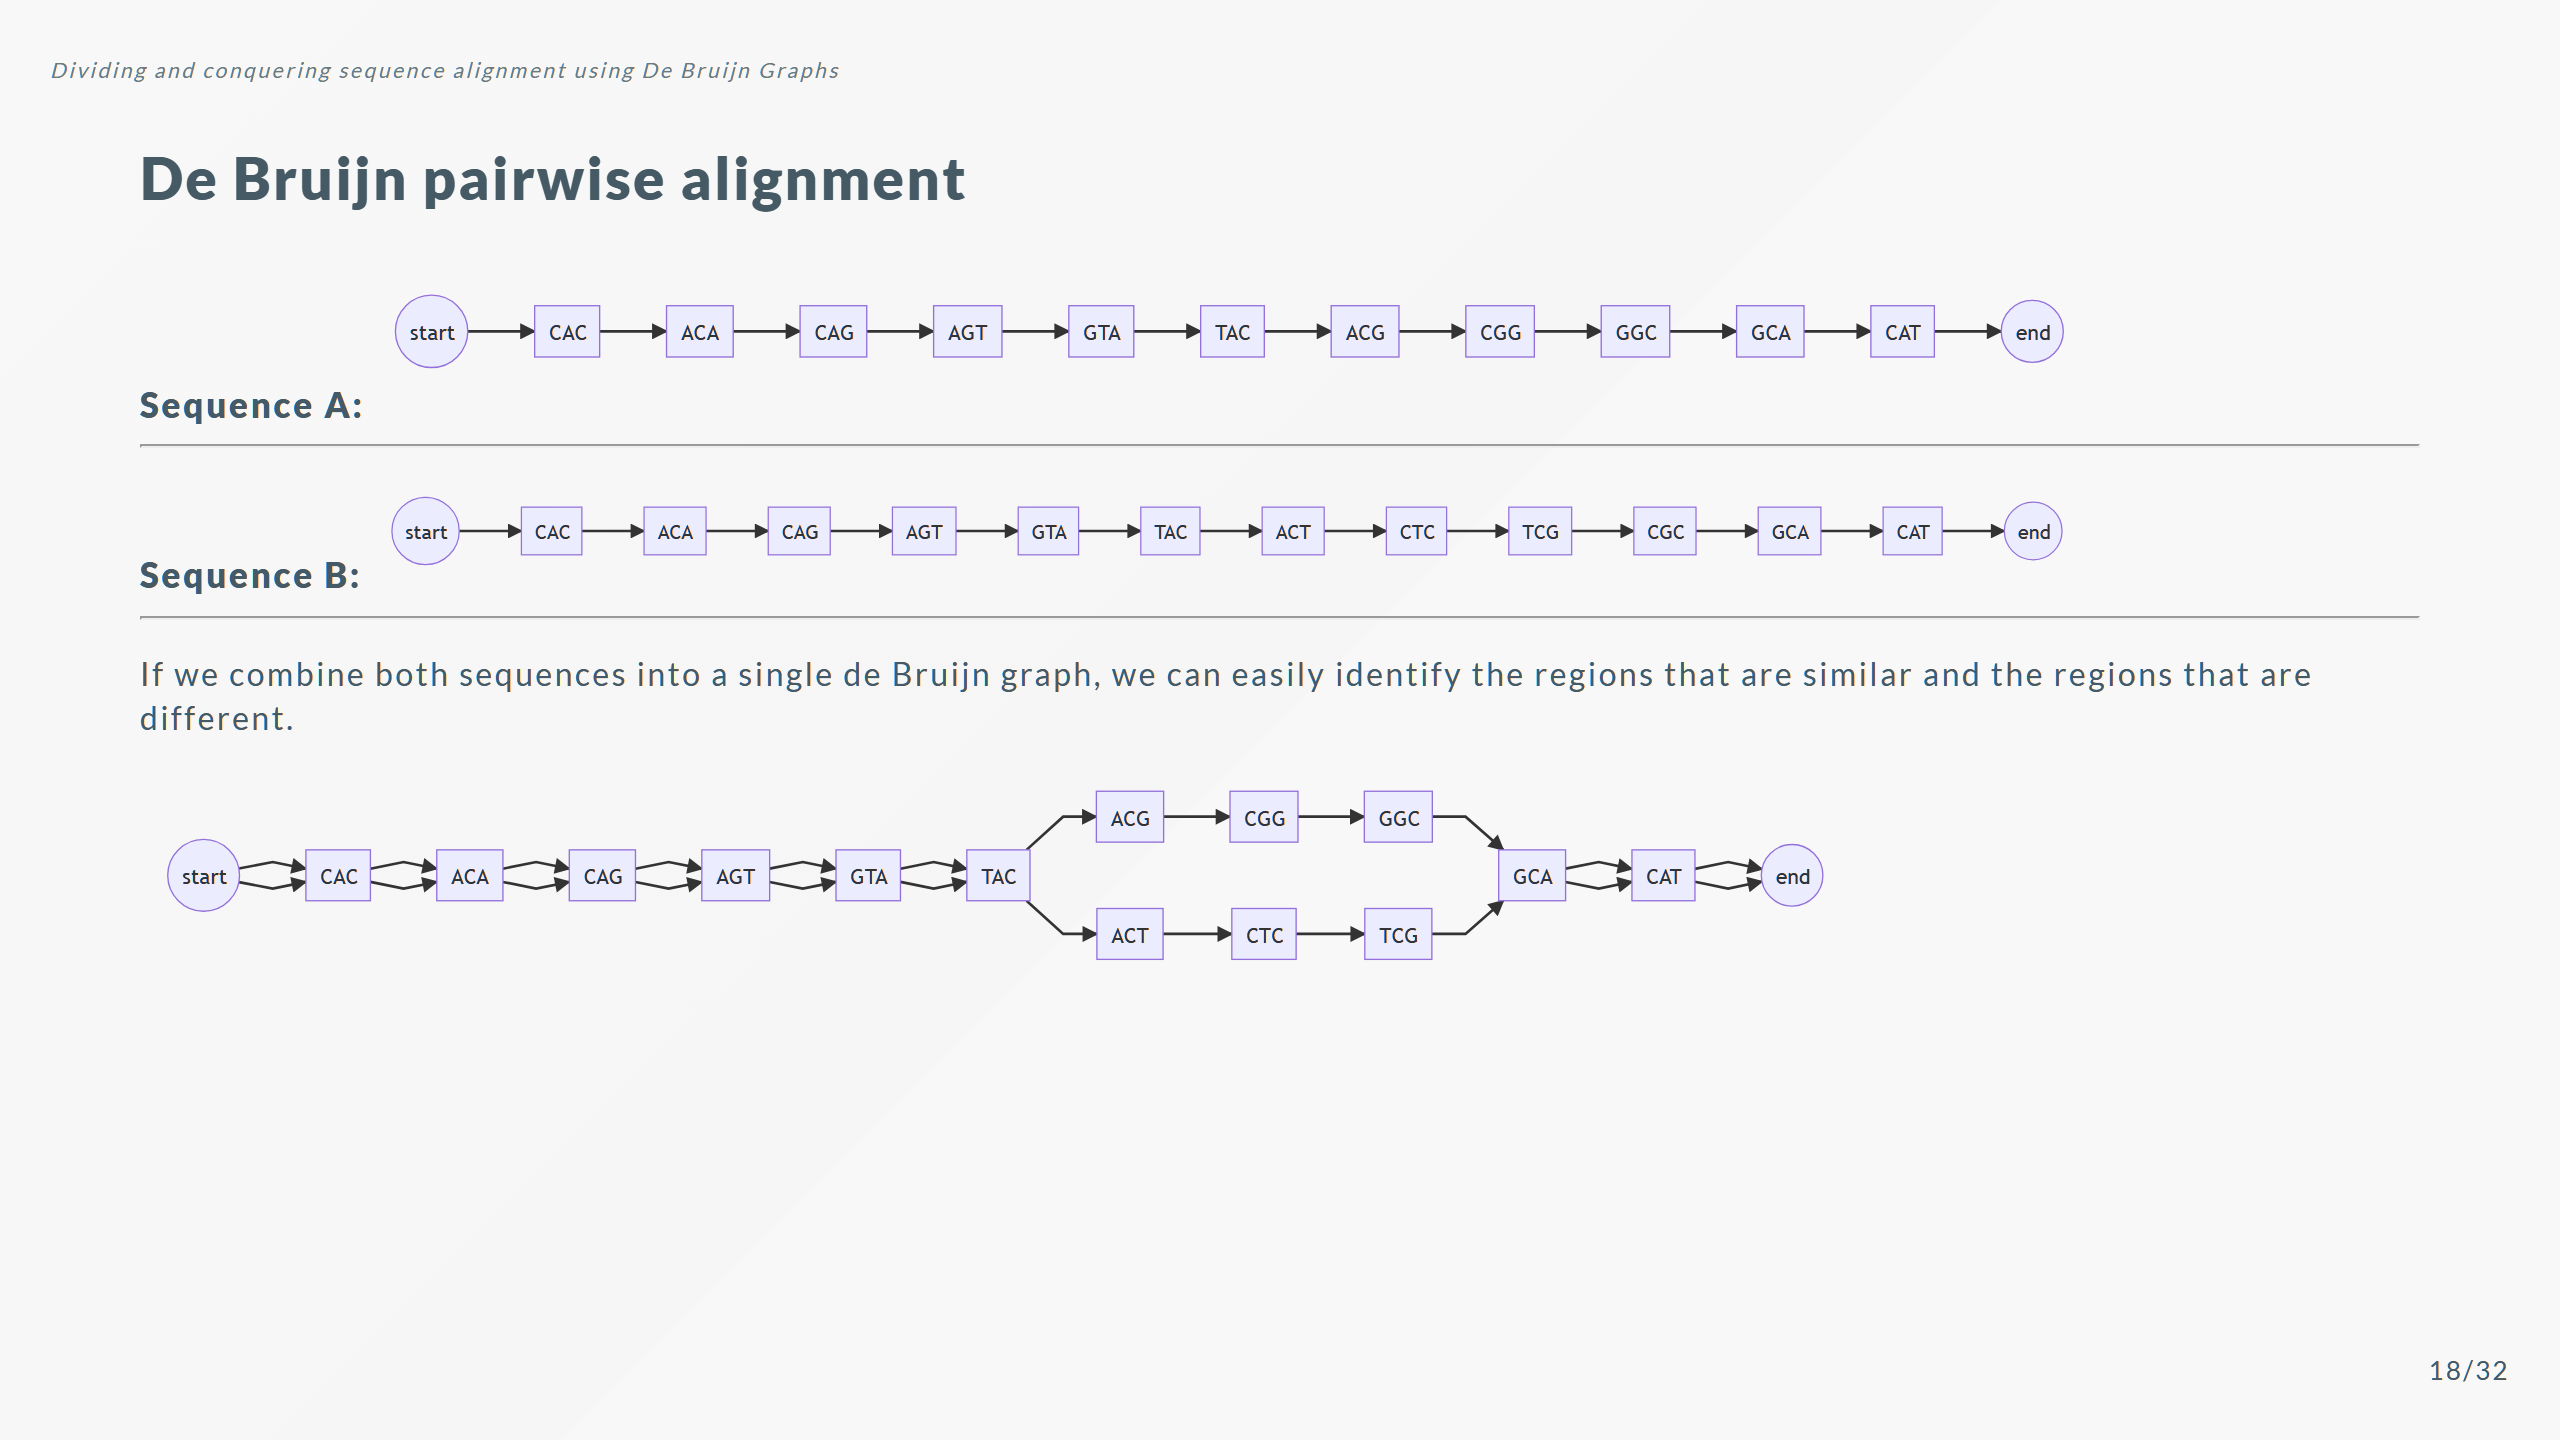 Dividing and conquering sequence alignment using De Bruijn Graphs
De Bruijn pairwise alignment
start CAC ACA CAG AGT GTA TAC ACG CGG GGC GCA CAT end
Sequence A:
start CAC ACA CAG AGT GTA TAC ACT CTC TCG CGC GCA CAT end
Sequence B:
If we combine both sequences into a single de Bruijn graph, we can easily identify the regions that are similar and the regions that are
different.
ACG CGG GGC
start CAC ACA CAG AGT GTA TAC GCA CAT end
ACT CTC TCG
18/32